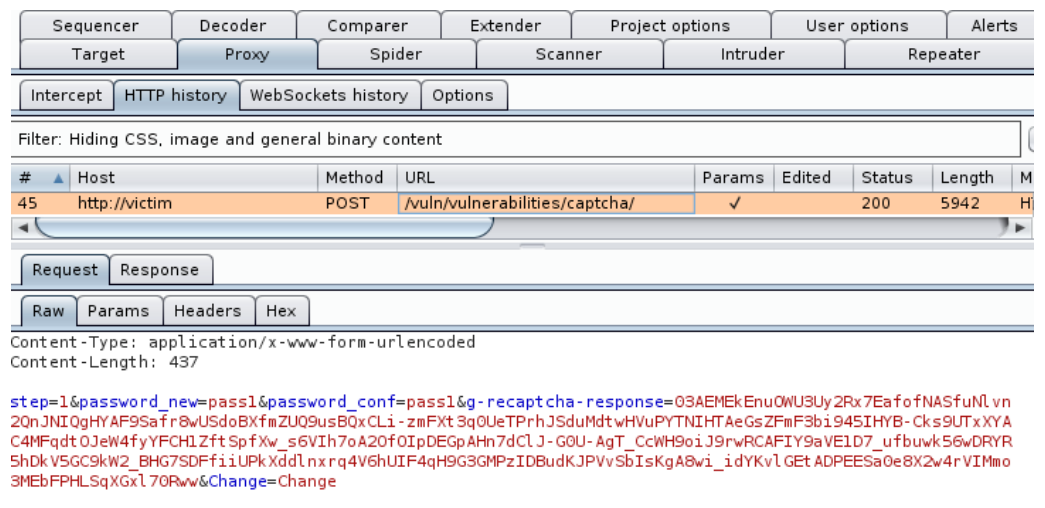 Sequencer Decoder Comparer Extender Project options User options Alerts
Target Proxy Spider Scanner Intruder Repeater
Intercept HTTP history WebSockets history Options
Filter: Hiding CSS, image and general binary content
# Host Method URL Params Edited Status Length M
45 http://victim POST /vuln/vulnerabilities/captcha/ ✓ 200 5942
Request Response
Raw Params Headers Hex
Content-Type: application/x-www-form-urlencoded
Content-Length: 437
step=1&password_new=pass1&password_conf=pass1&g-recaptcha-response=03AEMEkEnuOWU3Uy2Rx7EafofNASfuNlvn
2QnJNIQgHYAF9Safr8wUSdoBXfmZUQ9usBQxCLi-zmFXt3q0UeTPrhJSduMdtwHVuPYTNIHTAeGsZFmF3bi945IHYB-Cks9UTxXYA
C4MFqdtOJeW4fyYFCH1ZftSpfXw_s6VIh7oA2OfOIpDEGpAHn7dClJ-G0U-AgT_CcWH9oiJ9rwRCAFIY9aVE1D7_ufbuwk56wDRYR
5hDkV5GC9kW2_BHG7SDFfiiUPkXddlnxrq4V6hUIF4qH9G3GMPzIDBudKJPVvSbIsKgA8wi_idYKvlGEtADPEESa0e8X2w4rVIMmo
3MEbFPHLSqXGxl70Rww&Change=Change